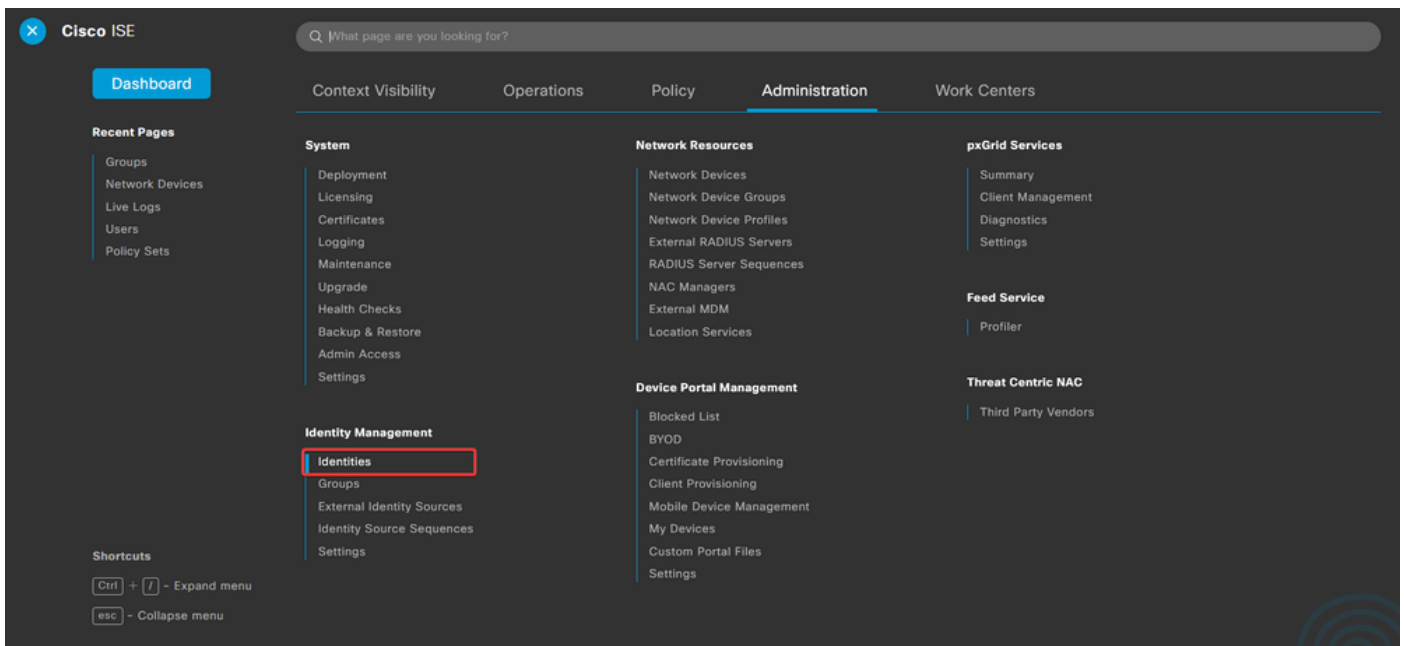 Cisco ISE
What page are you looking for?
Dashboard
Context Visibility
Operations
Policy
Administration
Work Centers
Recent Pages
Groups
Network Devices
Live Logs
Users
Policy Sets
System
Deployment
Licensing
Certificates
Logging
Maintenance
Upgrade
Health Checks
Backup & Restore
Admin Access
Settings
Identity Management
Identities
Groups
External Identity Sources
Identity Source Sequences
Settings
Network Resources
Network Devices
Network Device Groups
Network Device Profiles
External RADIUS Servers
RADIUS Server Sequences
NAC Managers
External MDM
Location Services
Device Portal Management
Blocked List
BYOD
Certificate Provisioning
Client Provisioning
Mobile Device Management
My Devices
Custom Portal Files
Settings
pxGrid Services
Summary
Client Management
Diagnostics
Settings
Feed Service
Profiler
Threat Centric NAC
Third Party Vendors
Shortcuts
Ctrl + / - Expand menu
esc - Collapse menu